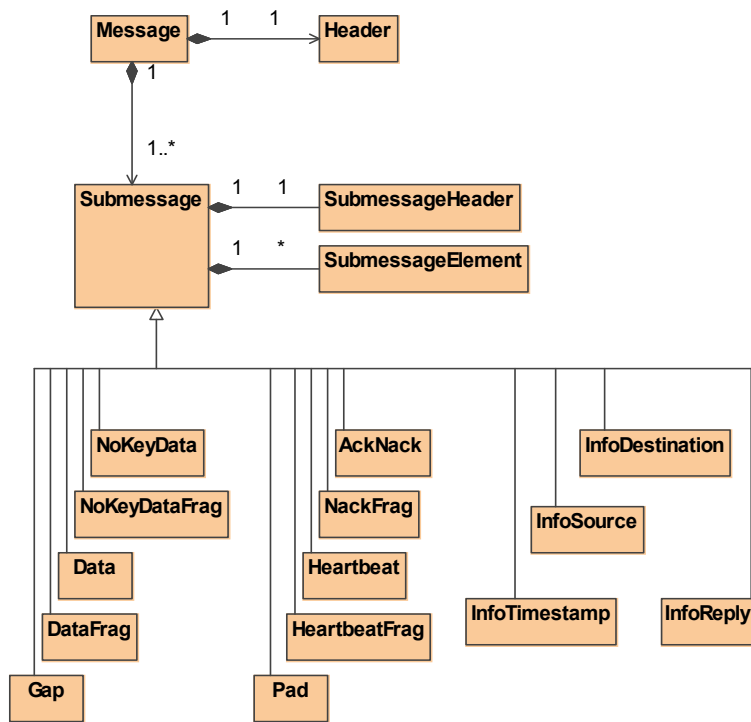 1 1
Message Header
1
1..*
Submessage 1 1 SubmessageHeader
1 * SubmessageElement
NoKeyData AckNack InfoDestination
NoKeyDataFrag NackFrag InfoSource
Data Heartbeat
InfoTimestamp InfoReply
DataFrag HeartbeatFrag
Gap Pad